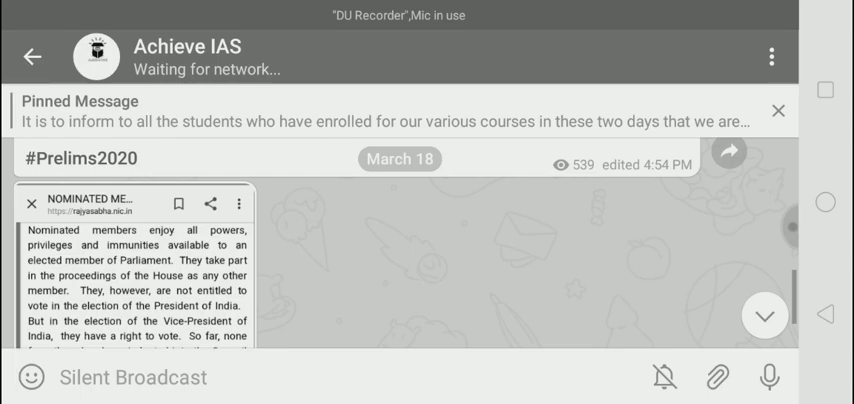 "DU Recorder",Mic in use
Achieve IAS
Waiting for network...
Pinned Message
It is to inform to all the students who have enrolled for our various courses in these two days that we are...
#Prelims2020
March 18
539 edited 4:54 PM
NOMINATED ME...
https://rajyasabha.nic.in
Nominated members enjoy all powers,
privileges and immunities available to an
elected member of Parliament. They take part
in the proceedings of the House as any other
member. They, however, are not entitled to
vote in the election of the President of India.
But in the election of the Vice-President of
India, they have a right to vote. So far, none
Silent Broadcast